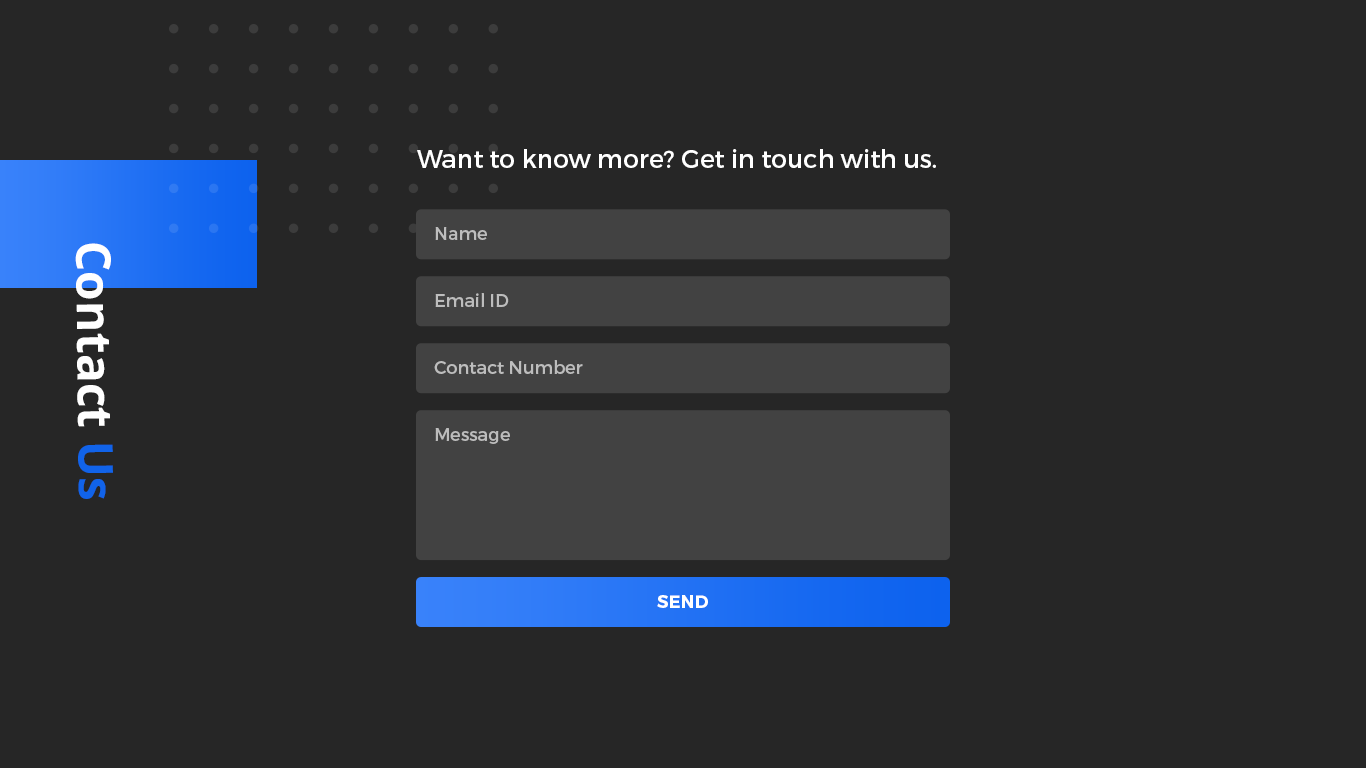 Want to know more? Get in touch with us.
Contact Us
Name
Email ID
Contact Number
Message
SEND